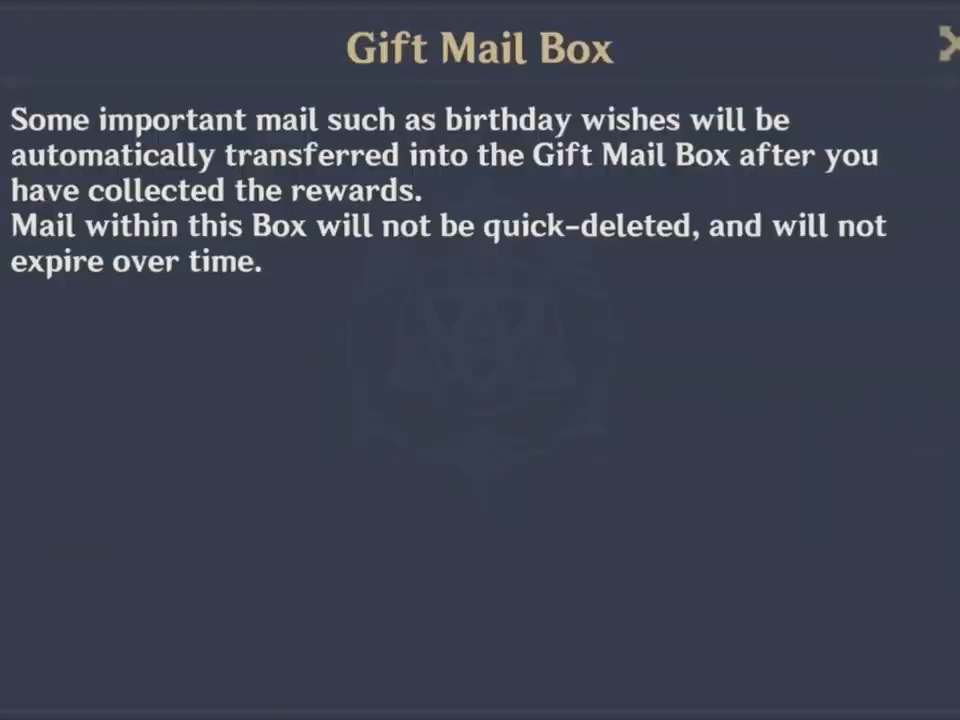 Gift Mail Box
Some important mail such as birthday wishes will be
automatically transferred into the Gift Mail Box after you
have collected the rewards.
Mail within this Box will not be quick-deleted, and will not
expire over time.